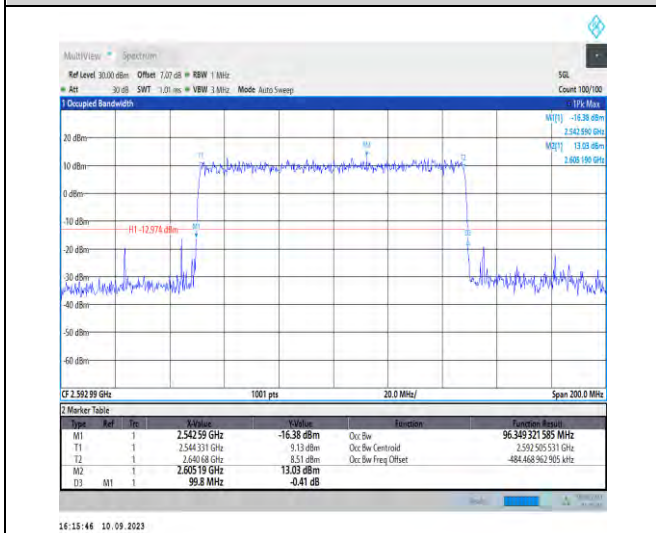 MultiView Spectrum
Ref Level 30.00 dBm Offset 7.07 dB RBW 1 MHz SGL
Att 30 dB SWT 1.01 ms VBW 3 MHz Mode Auto Sweep Count 100/100
1 Occupied Bandwidth 1Pk Max
M1[1] -16.38 dBm
2.542 590 GHz
M2[1] 13.03 dBm
2.605 190 GHz
20 dBm
M2
T1
T2
10 dBm
0 dBm
-10 dBm
H1 -12.974 dBm
M1
D3
-20 dBm
-30 dBm
-40 dBm
-50 dBm
-60 dBm
CF 2.592 99 GHz 1001 pts 20.0 MHz/ Span 200.0 MHz
2 Marker Table
Type Ref Trc X-Value Y-Value Function Function Result
M1 1 2.542 59 GHz -16.38 dBm Occ Bw 96.349 321 585 MHz
T1 1 2.544 331 GHz 9.13 dBm Occ Bw Centroid 2.592 505 531 GHz
T2 1 2.640 68 GHz 8.51 dBm Occ Bw Freq Offset -484.468 962 905 kHz
M2 1 2.605 19 GHz 13.03 dBm
D3 M1 1 99.8 MHz -0.41 dB
16:15:46 10.09.2023